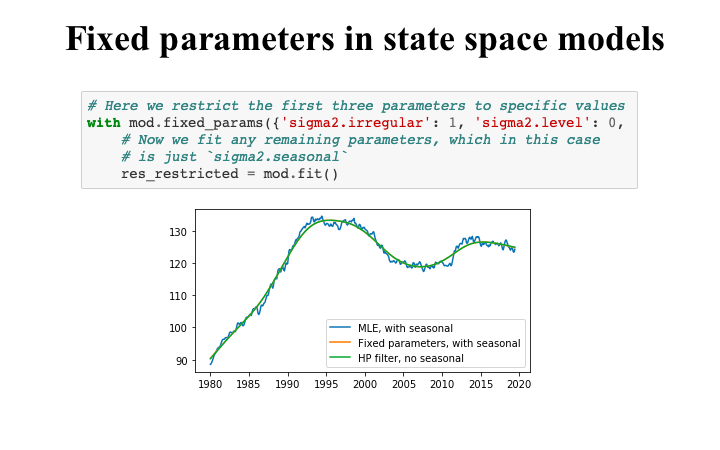 Fixed parameters in state space models
# Here we restrict the first three parameters to specific values
with mod.fixed_params({'sigma2.irregular': 1, 'sigma2.level': 0,
# Now we fit any remaining parameters, which in this case
# is just `sigma2.seasonal`
res_restricted = mod.fit()
130
120
110
100
90
MLE, with seasonal
Fixed parameters, with seasonal
HP filter, no seasonal
1980 1985 1990 1995 2000 2005 2010 2015 2020